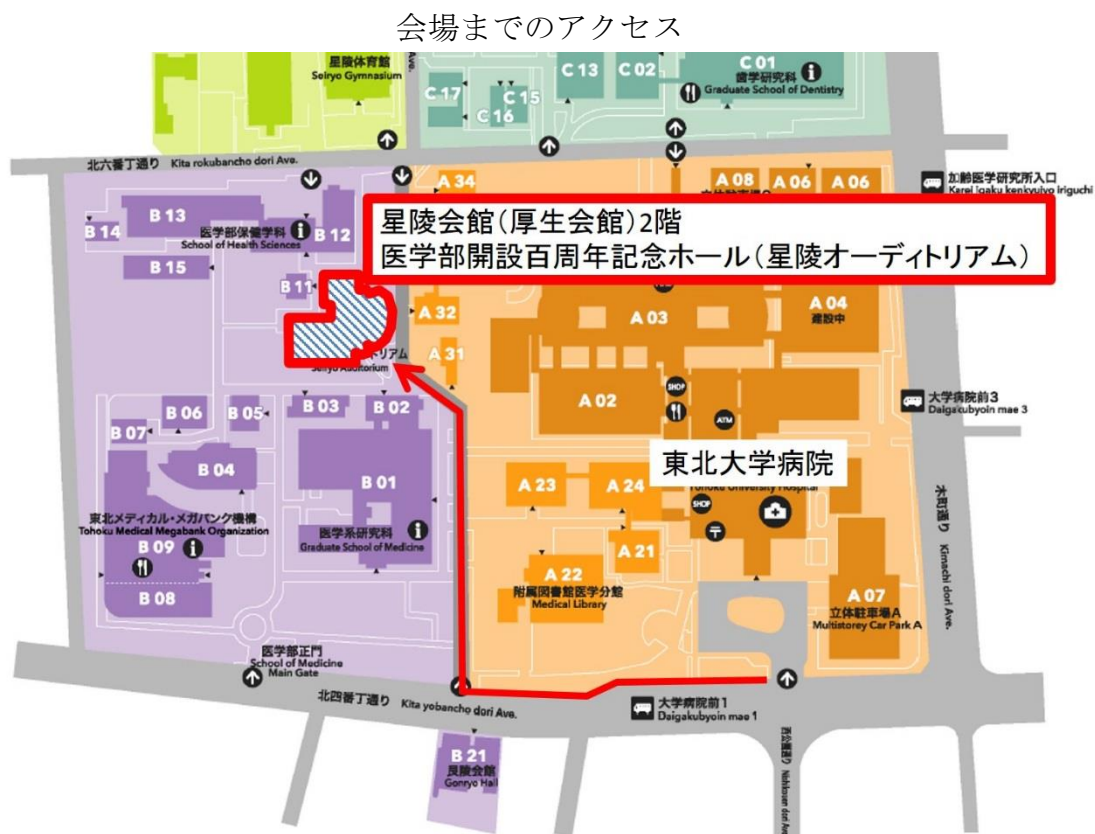 会場までのアクセス
星陵体育館
Seiryo Gymnasium
Ave.
C 17
C 16
C 15
C 13
C 02
C 01
歯学研究科
Graduate School of Dentistry
北六番丁通り Kita rokubancho dori Ave.
A 34
A 08
A 06
A 06
加齢医学研究所入口
Karei igaku kenkyujyo iriguchi
星陵会館(厚生会館)2階
医学部開設百周年記念ホール(星陵オーディトリアム)
B 14
B 13
医学部保健学科
School of Health Sciences
B 12
B 15
B 11
Seiryo Auditorium
A 32
A 31
A 03
A 04
建設中
A 02
SHOP
ATM
大学病院前3
Daigakubyoin mae 3
B 07
B 06
B 05
B 03
B 02
B 04
B 01
医学系研究科
Graduate School of Medicine
東北メディカル・メガバンク機構
Tohoku Medical Megabank Organization
B 09
B 08
東北大学病院
Tohoku University Hospital
SHOP
〒
A 23
A 24
A 21
A 22
附属図書館医学分館
Medical Library
A 07
立体駐車場A
Multistorey Car Park A
木町通り Kimachi dori Ave.
医学部正門
School of Medicine
Main Gate
北四番丁通り Kita yobancho dori Ave.
大学病院前1
Daigakubyoin mae 1
西公園通り Nishikouen dori Ave
B 21
艮陵会館
Gonryo Hall